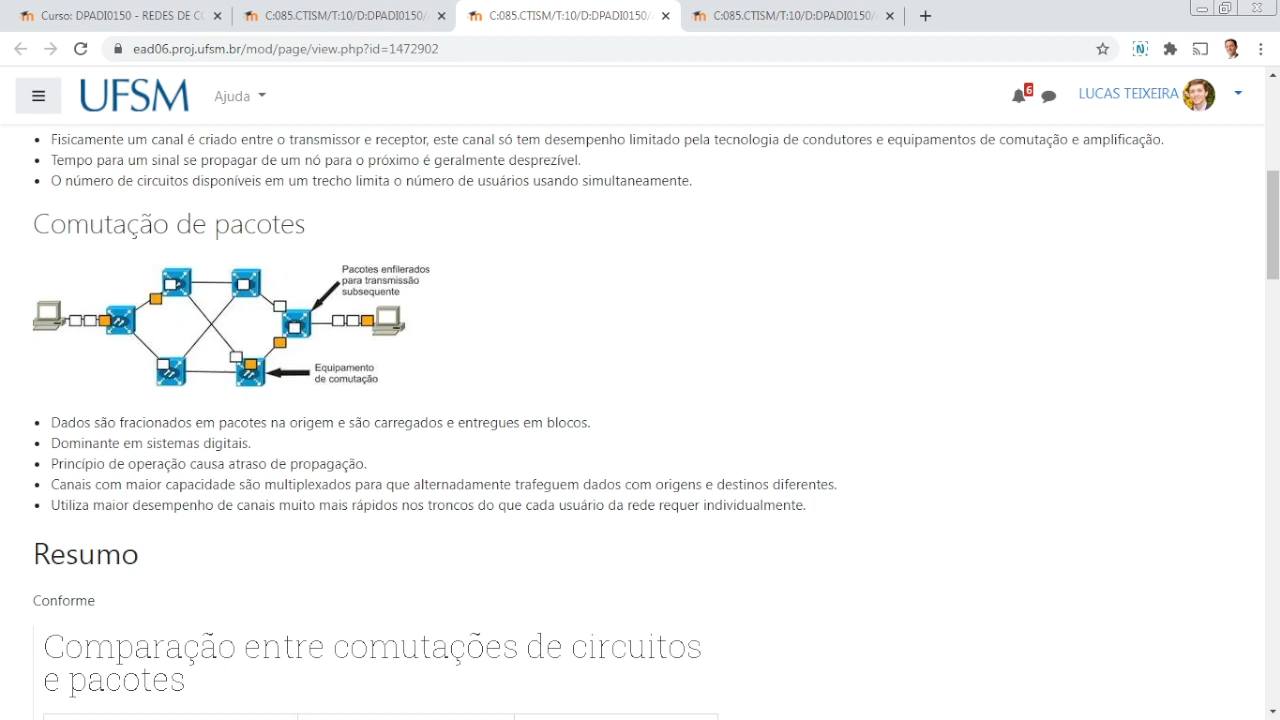 Curso: DPADI0150 - REDES DE CO
C:085.CTISM/T:10/D:DPADI0150/
C:085.CTISM/T:10/D:DPADI0150/
C:085.CTISM/T:10/D:DPADI0150/
ead06.proj.ufsm.br/mod/page/view.php?id=1472902
UFSM
Ajuda
6
LUCAS TEIXEIRA
Fisicamente um canal é criado entre o transmissor e receptor, este canal só tem desempenho limitado pela tecnologia de condutores e equipamentos de comutação e amplificação.
Tempo para um sinal se propagar de um nó para o próximo é geralmente desprezível.
O número de circuitos disponíveis em um trecho limita o número de usuários usando simultaneamente.
Comutação de pacotes
Pacotes enfilerados
para transmissão
subsequente
Equipamento
de comutação
Dados são fracionados em pacotes na origem e são carregados e entregues em blocos.
Dominante em sistemas digitais.
Princípio de operação causa atraso de propagação.
Canais com maior capacidade são multiplexados para que alternadamente trafeguem dados com origens e destinos diferentes.
Utiliza maior desempenho de canais muito mais rápidos nos troncos do que cada usuário da rede requer individualmente.
Resumo
Conforme
Comparação entre comutações de circuitos
e pacotes